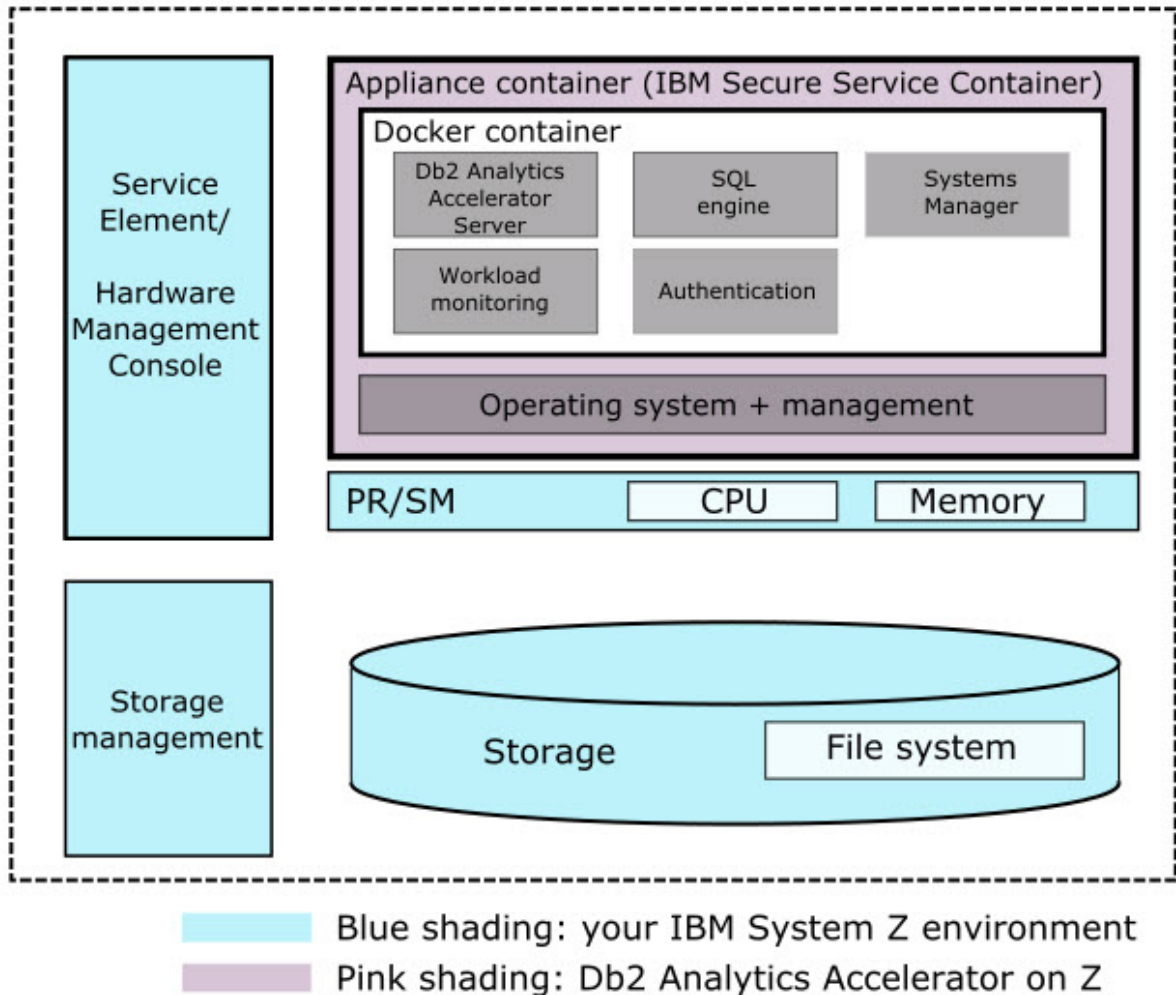 Service
Element/
Hardware
Management
Console
Appliance container (IBM Secure Service Container)
Docker container
Db2 Analytics
Accelerator
Server
SQL
engine
Systems
Manager
Workload
monitoring
Authentication
Operating system + management
PR/SM
CPU
Memory
Storage
management
Storage
File system
Blue shading: your IBM System Z environment
Pink shading: Db2 Analytics Accelerator on Z